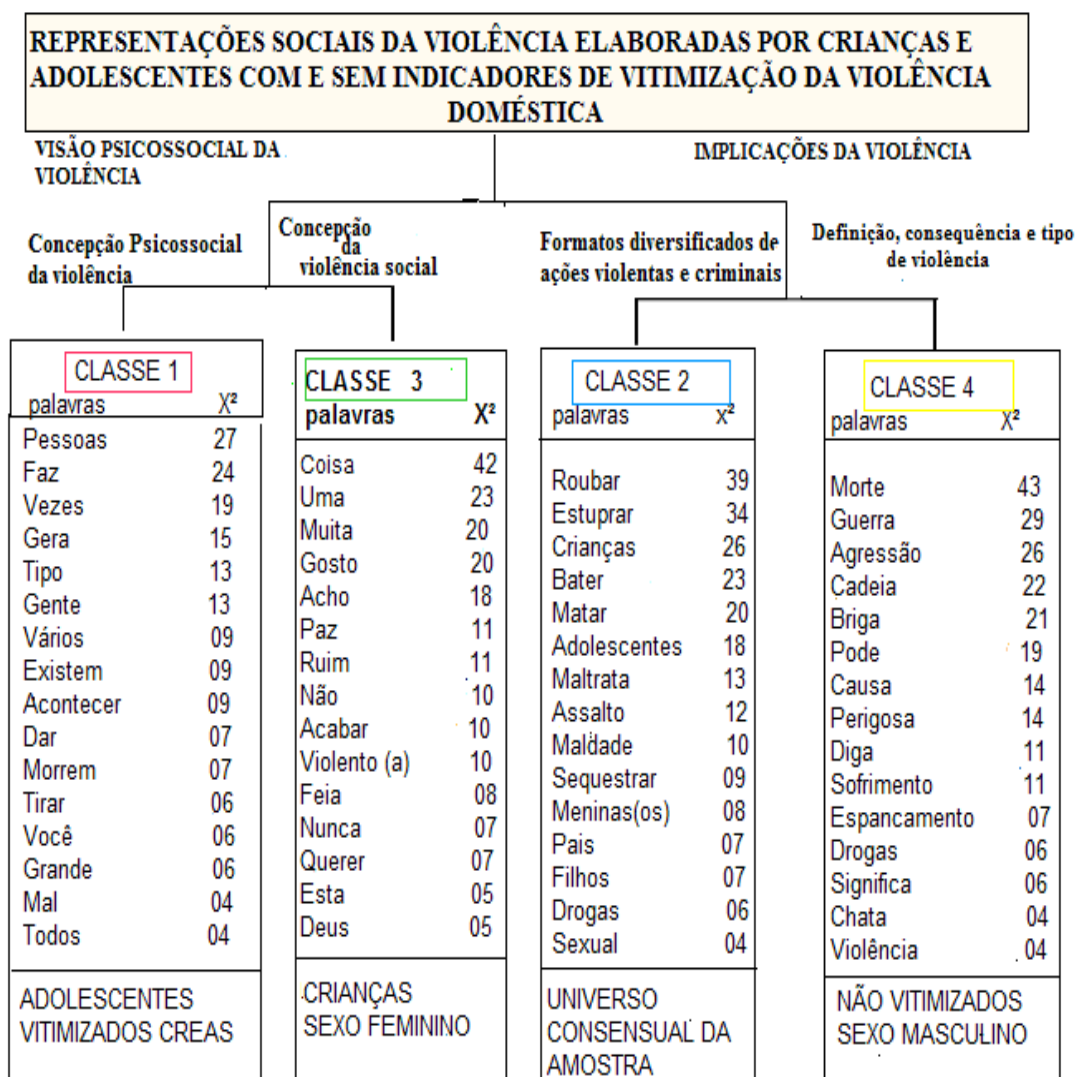 REPRESENTAÇÕES SOCIAIS DA VIOLÊNCIA ELABORADAS POR CRIANÇAS E
ADOLESCENTES COM E SEM INDICADORES DE VITIMIZAÇÃO DA VIOLÊNCIA
DOMÉSTICA
VISÃO PSICOSSOCIAL DA
VIOLÊNCIA
IMPLICAÇÕES DA VIOLÊNCIA
Concepção Psicossocial
da violência
Concepção
da
violência social
Formatos diversificados de
ações violentas e criminais
Definição, consequência e tipo
de violência
CLASSE 1
palavras X²
Pessoas 27
Faz 24
Vezes 19
Gera 15
Tipo 13
Gente 13
Vários 09
Existem 09
Acontecer 09
Dar 07
Morrem 07
Tirar 06
Você 06
Grande 06
Mal 04
Todos 04
ADOLESCENTES
VITIMIZADOS CREAS
CLASSE 3
palavras X²
Coisa 42
Uma 23
Muita 20
Gosto 20
Acho 18
Paz 11
Ruim 11
Não 10
Acabar 10
Violento (a) 10
Feia 08
Nunca 07
Querer 07
Esta 05
Deus 05
CRIANÇAS
SEXO FEMININO
CLASSE 2
palavras x²
Roubar 39
Estuprar 34
Crianças 26
Bater 23
Matar 20
Adolescentes 18
Maltrata 13
Assalto 12
Maldade 10
Sequestrar 09
Meninas(os) 08
Pais 07
Filhos 07
Drogas 06
Sexual 04
UNIVERSO
CONSENSUAL DA
AMOSTRA
CLASSE 4
palavras X²
Morte 43
Guerra 29
Agressão 26
Cadeia 22
Briga 21
Pode 19
Causa 14
Perigosa 14
Diga 11
Sofrimento 11
Espancamento 07
Drogas 06
Significa 06
Chata 04
Violência 04
NÃO VITIMIZADOS
SEXO MASCULINO